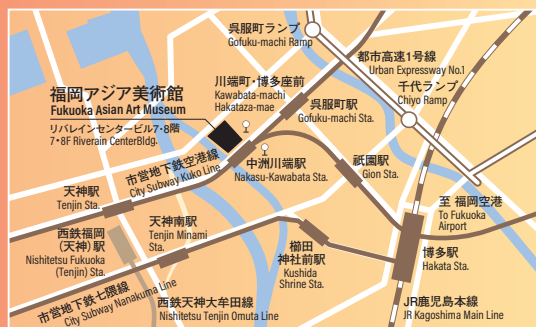 呉服町ランプ
Gofuku-machi Ramp
都市高速1号線
Urban Expressway No.1
千代ランプ
Chiyo Ramp
川端町・博多座前
Kawabata-machi
Hakataza-mae
福岡アジア美術館
Fukuoka Asian Art Museum
リバレインセンタービル7・8階
7・8F Riverain CenterBldg.
呉服町駅
Gofuku-machi Sta.
市営地下鉄空港線
City Subway Kuko Line
中洲川端駅
Nakasu-Kawabata Sta.
祇園駅
Gion Sta.
天神駅
Tenjin Sta.
至 福岡空港
To Fukuoka
Airport
西鉄福岡
(天神)駅
Nishitetsu Fukuoka
(Tenjin) Sta.
天神南駅
Tenjin Minami
Sta.
櫛田
神社前駅
Kushida
Shrine Sta.
博多駅
Hakata Sta.
市営地下鉄七隈線
City Subway Nanakuma Line
西鉄天神大牟田線
Nishitetsu Tenjin Omuta Line
JR鹿児島本線
JR Kagoshima Main Line